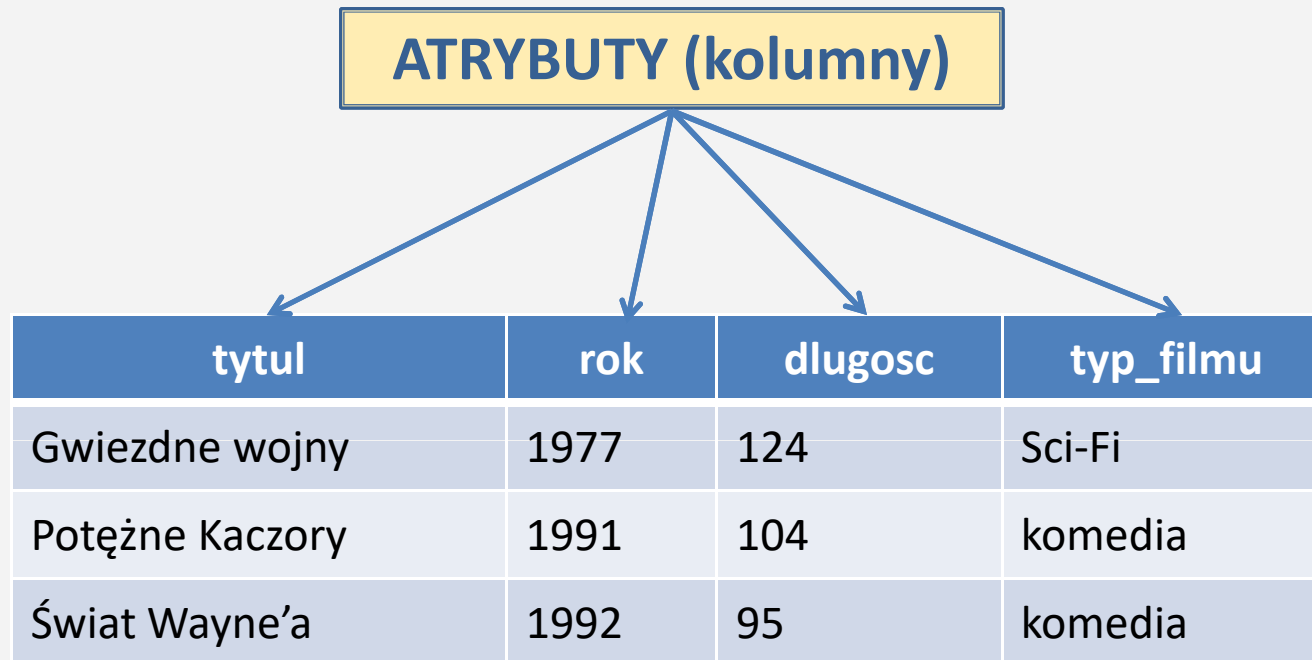 ATRYBUTY (kolumny)
tytul rok dlugosc typ_filmu
Gwiezdne wojny 1977 124 Sci-Fi
Potężne Kaczory 1991 104 komedia
Świat Wayne’a 1992 95 komedia